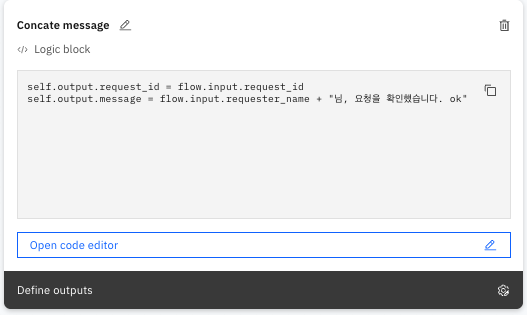 Concate message
</> Logic block
self.output.request_id = flow.input.request_id
self.output.message = flow.input.requester_name + "님, 요청을 확인했습니다. ok"
Open code editor
Define outputs